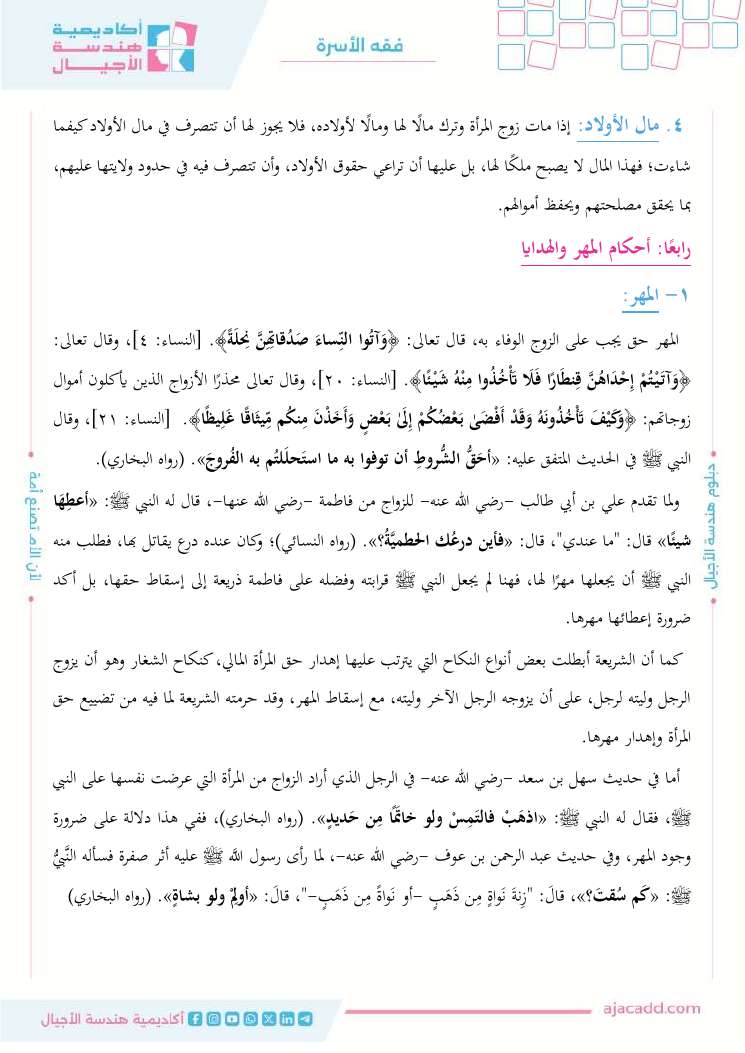 أكاديمية
هندسة
الأجيال
فقه الأسرة
٤. مال الأولاد: إذا مات زوج المرأة وترك مالًا لها ومالًا لأولاده، فلا يجوز لها أن تتصرف في مال الأولاد كيفما
شاءت؛ فهذا المال لا يصبح ملكًا لها، بل عليها أن تراعي حقوق الأولاد، وأن تتصرف فيه في حدود ولايتها عليهم،
بما يحقق مصلحتهم ويحفظ أموالهم.
رابعًا: أحكام المهر والهدايا
١- المهر:
المهر حق يجب على الزوج الوفاء به، قال تعالى: ﴿وَآتُوا النِّساءَ صَدُقاتِهِنَّ نِحلَةً﴾. [النساء: ٤]، وقال تعالى:
﴿وَآتَيْتُمْ إِحْدَاهُنَّ قِنطَارًا فَلَا تَأْخُذُوا مِنْهُ شَيْئًا﴾. [النساء: ٢٠]، وقال تعالى محذرًا الأزواج الذين يأكلون أموال
زوجاتهم: ﴿وَكَيْفَ تَأْخُذُونَهُ وَقَدْ أَفْضَىٰ بَعْضُكُمْ إِلَىٰ بَعْضٍ وَأَخَذْنَ مِنكُم مِّيثَاقًا غَلِيظًا﴾. [النساء: ٢١]، وقال
النبي ﷺ في الحديث المتفق عليه: «أحَقُّ الشُّروطِ أن توفوا به ما استَحلَلتُم به الفُروجَ». (رواه البخاري).
ولما تقدم علي بن أبي طالب -رضي الله عنه- للزواج من فاطمة -رضي الله عنها-، قال له النبي ﷺ: «أعطِهَا
شيئًا» قال: "ما عندي"، قال: «فأين درعُك الحطميَّةُ؟». (رواه النسائي)؛ وكان عنده درع يقاتل بها، فطلب منه
النبي ﷺ أن يجعلها مهرًا لها، فهنا لم يجعل النبي ﷺ قرابته وفضله على فاطمة ذريعة إلى إسقاط حقها، بل أكد
ضرورة إعطائها مهرها.
كما أن الشريعة أبطلت بعض أنواع النكاح التي يترتب عليها إهدار حق المرأة المالي، كنكاح الشغار وهو أن يزوج
الرجل وليته لرجل، على أن يزوجه الرجل الآخر وليته، مع إسقاط المهر، وقد حرمته الشريعة لما فيه من تضييع حق
المرأة وإهدار مهرها.
أما في حديث سهل بن سعد -رضي الله عنه- في الرجل الذي أراد الزواج من المرأة التي عرضت نفسها على النبي
ﷺ، فقال له النبي ﷺ: «اذهَبْ فالتَمِسْ ولو خاتَمًا مِن حَديدٍ». (رواه البخاري)، ففي هذا دلالة على ضرورة
وجود المهر، وفي حديث عبد الرحمن بن عوف -رضي الله عنه-، لما رأى رسول اللَّه ﷺ عليه أثر صفرة فسأله النَّبيُّ
ﷺ: «كَم سُقتَ؟»، قالَ: "زِنةَ نَواةٍ مِن ذَهَبٍ -أو نَواةً مِن ذَهَبٍ-"، قالَ: «أولِمْ ولو بشاةٍ». (رواه البخاري)
دبلوم هندسة الأجيال
لأن الأم تصنع أمة
أكاديمية هندسة الأجيال
ajacadd.com